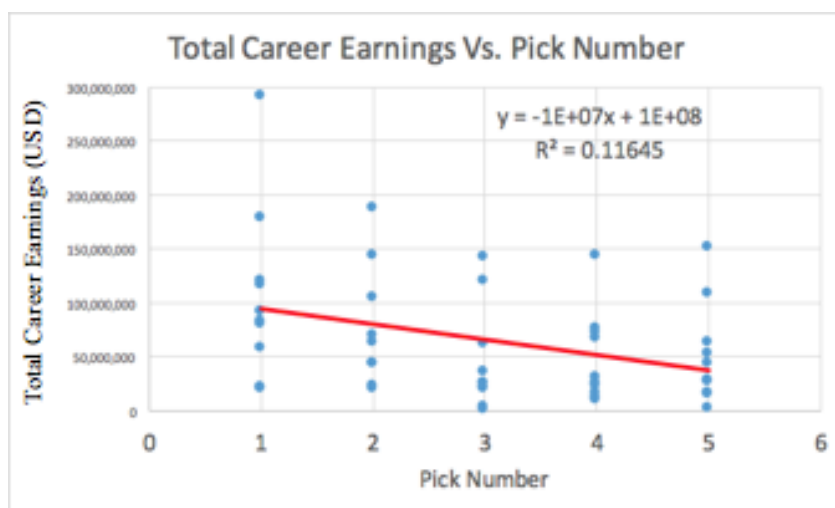 Total Career Earnings Vs. Pick Number
Total Career Earnings (USD)
300,000,000
250,000,000
200,000,000
150,000,000
100,000,000
50,000,000
0
y = -1E+07x + 1E+08
R² = 0.11645
0 1 2 3 4 5 6
Pick Number